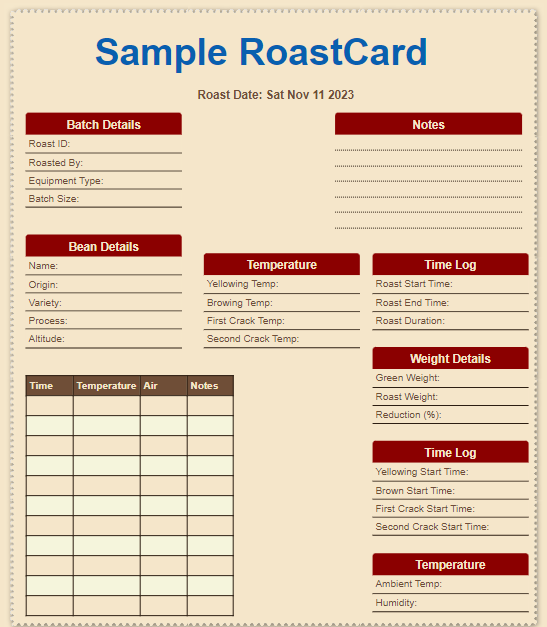 Sample RoastCard
Roast Date: Sat Nov 11 2023
Batch Details
Roast ID:
Roasted By:
Equipment Type:
Batch Size:
Notes
Bean Details
Name:
Origin:
Variety:
Process:
Altitude:
Temperature
Yellowing Temp:
Browing Temp:
First Crack Temp:
Second Crack Temp:
Time Log
Roast Start Time:
Roast End Time:
Roast Duration:
Weight Details
Green Weight:
Roast Weight:
Reduction (%):
Time Temperature Air Notes
Time Log
Yellowing Start Time:
Brown Start Time:
First Crack Start Time:
Second Crack Start Time:
Temperature
Ambient Temp:
Humidity: